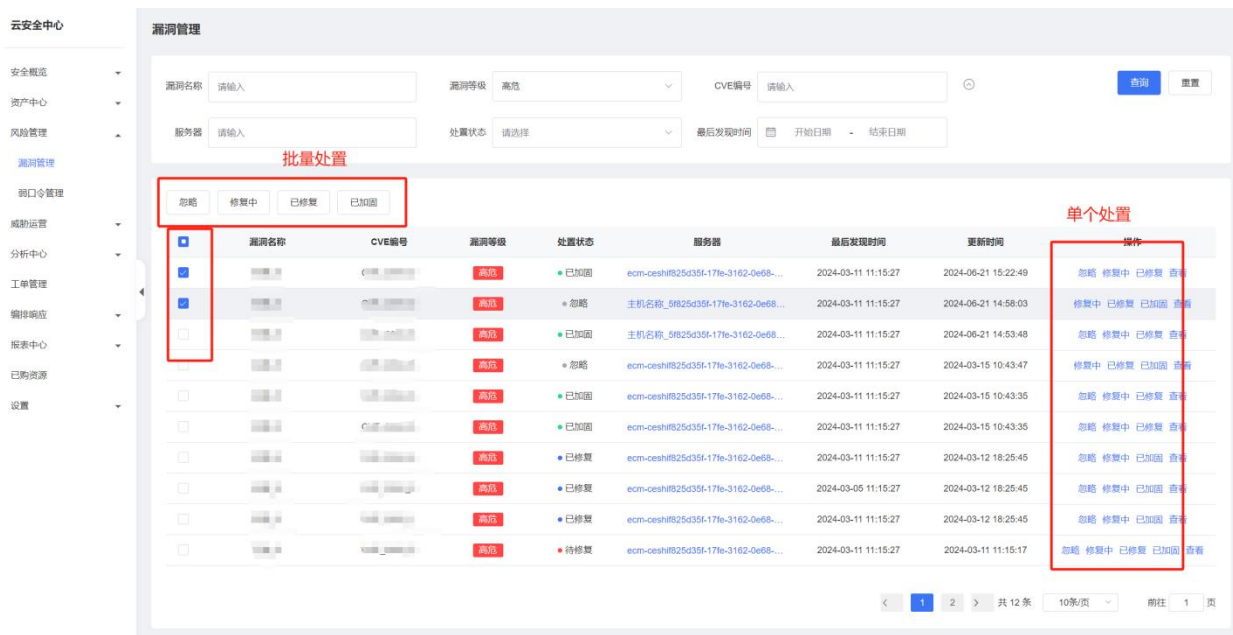 云安全中心
安全概览
资产中心
风险管理
漏洞管理
弱口令管理
威胁运营
分析中心
工单管理
编排响应
报表中心
已购资源
设置
漏洞管理
漏洞名称 请输入 漏洞等级 高危 CVE编号 请输入 查询 重置
服务器 请输入 处置状态 请选择 最后发现时间 开始日期 - 结束日期
批量处置
忽略 修复中 已修复 已加固
单个处置
漏洞名称 CVE编号 漏洞等级 处置状态 服务器 最后发现时间 更新时间 操作
高危 已加固 ecm-ceshif825d35f-17fe-3162-0e68-... 2024-03-11 11:15:27 2024-06-21 15:22:49 忽略 修复中 已修复 查看
高危 忽略 主机名称_5f825d35f-17fe-3162-0e68... 2024-03-11 11:15:27 2024-06-21 14:58:03 修复中 已修复 已加固 查看
高危 已加固 主机名称_5f825d35f-17fe-3162-0e68... 2024-03-11 11:15:27 2024-06-21 14:53:48 忽略 修复中 已修复 查看
高危 忽略 ecm-ceshif825d35f-17fe-3162-0e68-... 2024-03-11 11:15:27 2024-03-15 10:43:47 修复中 已修复 已加固 查看
高危 已加固 ecm-ceshif825d35f-17fe-3162-0e68-... 2024-03-11 11:15:27 2024-03-15 10:43:35 忽略 修复中 已修复 查看
高危 已加固 ecm-ceshif825d35f-17fe-3162-0e68-... 2024-03-11 11:15:27 2024-03-15 10:43:35 忽略 修复中 已修复 查看
高危 已修复 ecm-ceshif825d35f-17fe-3162-0e68-... 2024-03-11 11:15:27 2024-03-12 18:25:45 忽略 修复中 已加固 查看
高危 已修复 ecm-ceshif825d35f-17fe-3162-0e68-... 2024-03-05 11:15:27 2024-03-12 18:25:45 忽略 修复中 已加固 查看
高危 已修复 ecm-ceshif825d35f-17fe-3162-0e68-... 2024-03-11 11:15:27 2024-03-12 18:25:45 忽略 修复中 已加固 查看
高危 待修复 ecm-ceshif825d35f-17fe-3162-0e68-... 2024-03-11 11:15:27 2024-03-11 11:15:17 忽略 修复中 已修复 已加固 查看
1 2 共 12 条 10条/页 前往 1 页